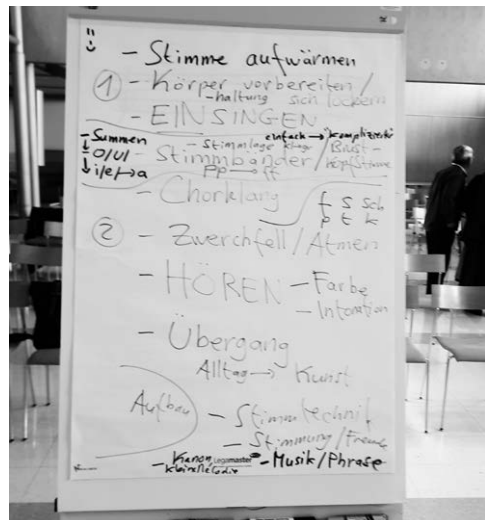 - Stimme aufwärmen
① - Körper vorbereiten /
- haltung sich lockern
- EINSINGEN
einfach → komplizierter
- Summen - Stimmlage
↓ O/U/ - Stimmbänder / Brust-
Kopfstimme
↓ i/e/→a pp → ff
- Chorklang f s sch
p t k
② - Zwerchfell/Atmen
- HÖREN - Farbe
- Intonation
- Übergang
Alltag → Kunst
Aufbau - Stimmtechnik
- Stimmung/Freude
- Kanon Legamaster - Musik/Phrase
kleine Melodie